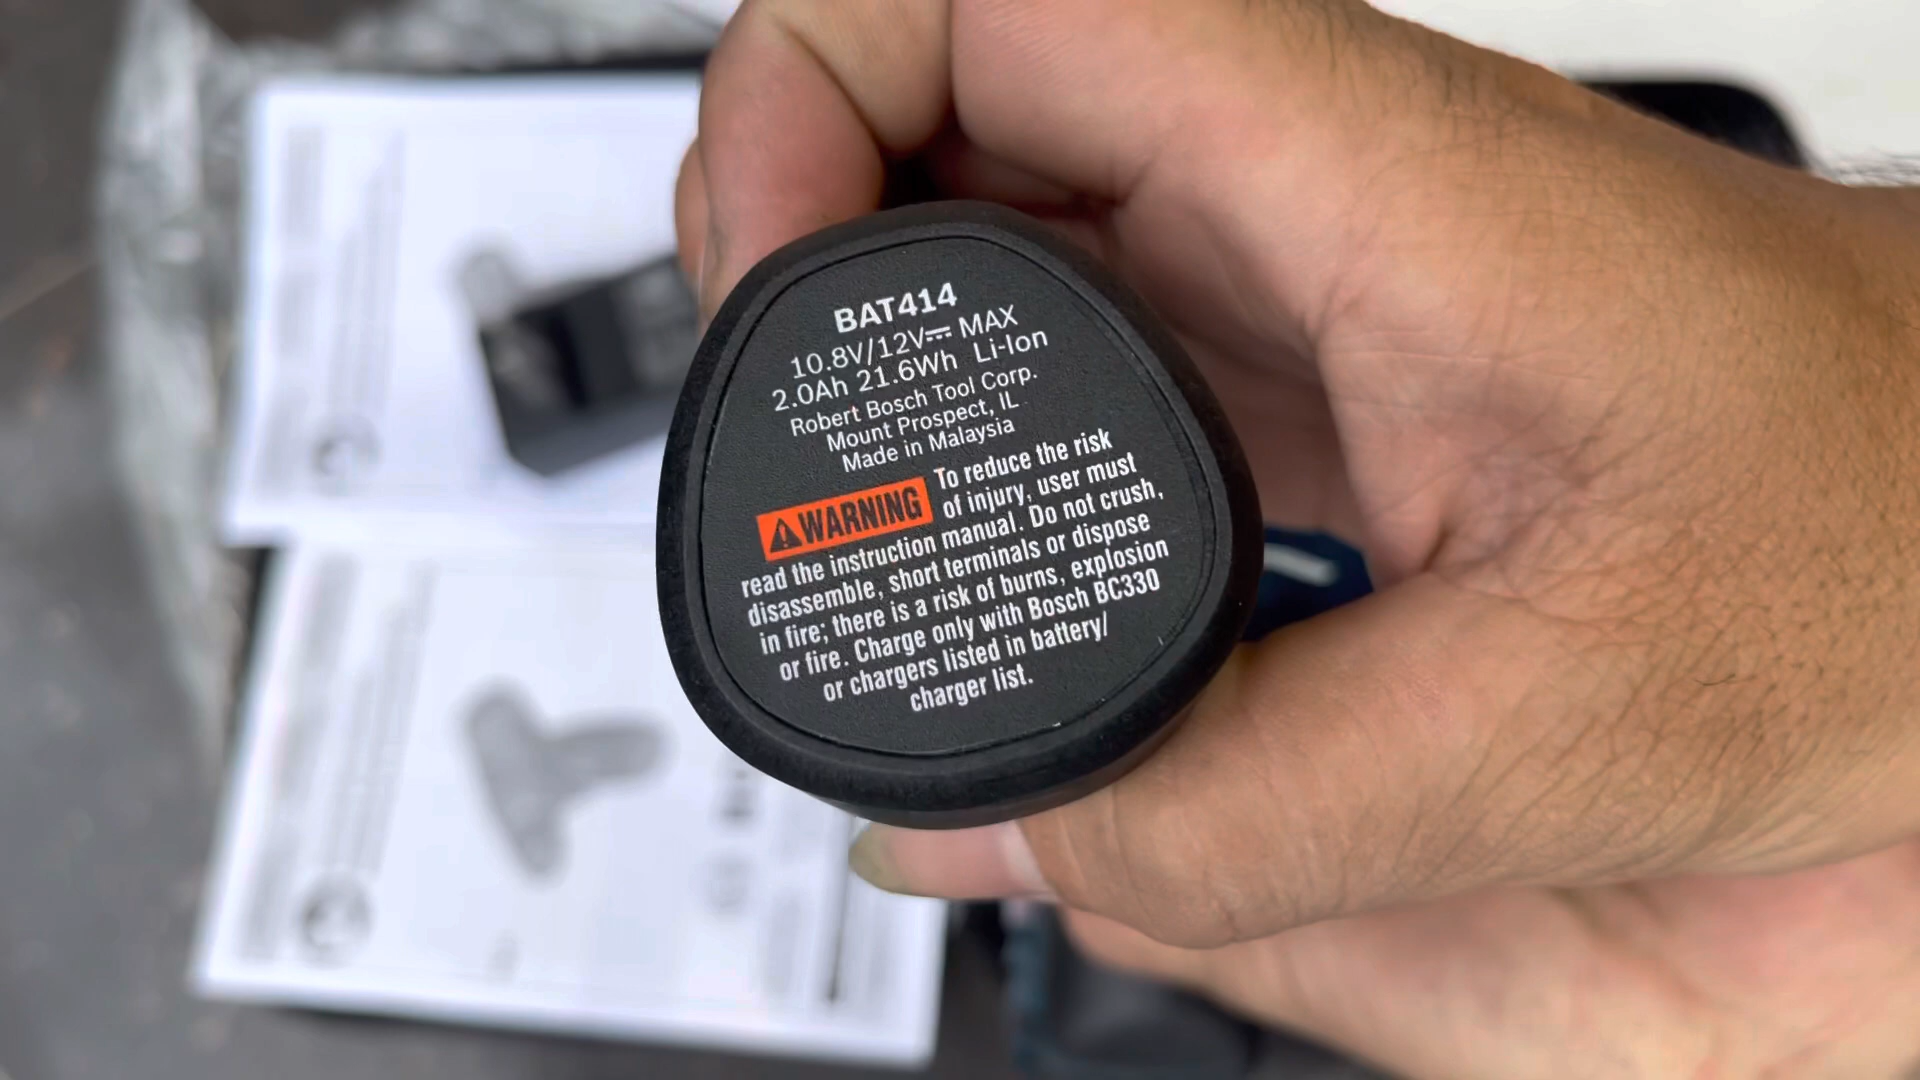 BAT414
10.8V/12V⎓ MAX
2.0Ah 21.6Wh Li-Ion
Robert Bosch Tool Corp.
Mount Prospect, IL
Made in Malaysia
⚠WARNING To reduce the risk
of injury, user must
read the instruction manual. Do not crush,
disassemble, short terminals or dispose
in fire; there is a risk of burns, explosion
or fire. Charge only with Bosch BC330
or chargers listed in battery/
charger list.